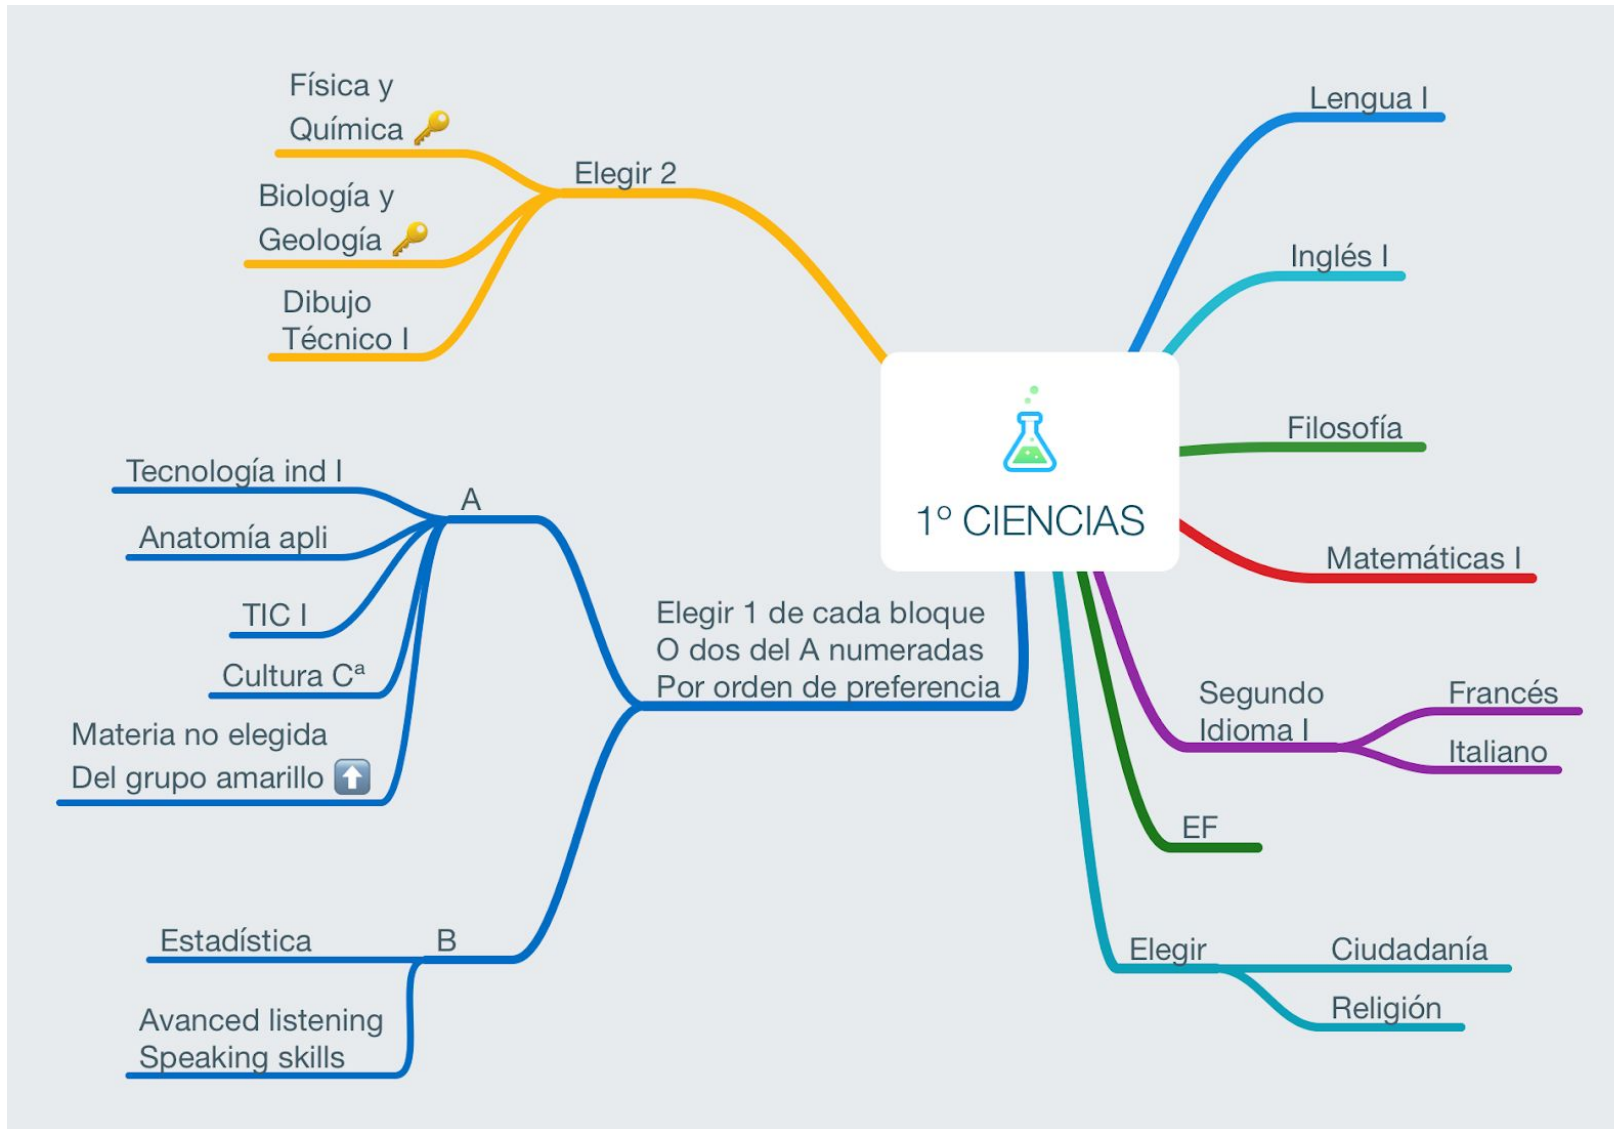 1º CIENCIAS
Elegir 2
Física y
Química
Biología y
Geología
Dibujo
Técnico I
Elegir 1 de cada bloque
O dos del A numeradas
Por orden de preferencia
A
Tecnología ind I
Anatomía apli
TIC I
Cultura Cª
Materia no elegida
Del grupo amarillo
B
Estadística
Avanced listening
Speaking skills
Lengua I
Inglés I
Filosofía
Matemáticas I
Segundo
Idioma I
Francés
Italiano
EF
Elegir
Ciudadanía
Religión